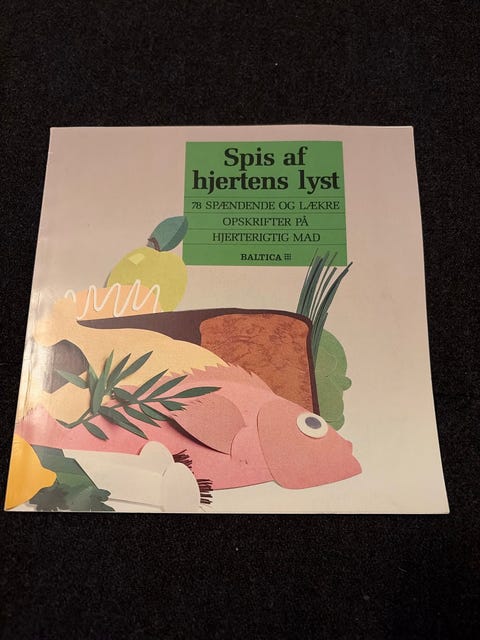 Spis af
hjertens lyst
78 SPÆNDENDE OG LÆKRE
OPSKRIFTER PÅ
HJERTERIGTIG MAD
BALTICA